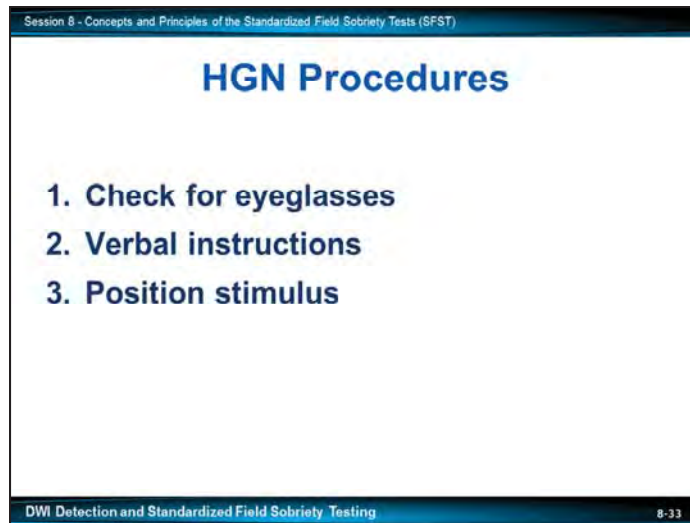 Session 8 - Concepts and Principles of the Standardized Field Sobriety Tests (SFST)
HGN Procedures
1. Check for eyeglasses
2. Verbal instructions
3. Position stimulus
DWI Detection and Standardized Field Sobriety Testing 8-33